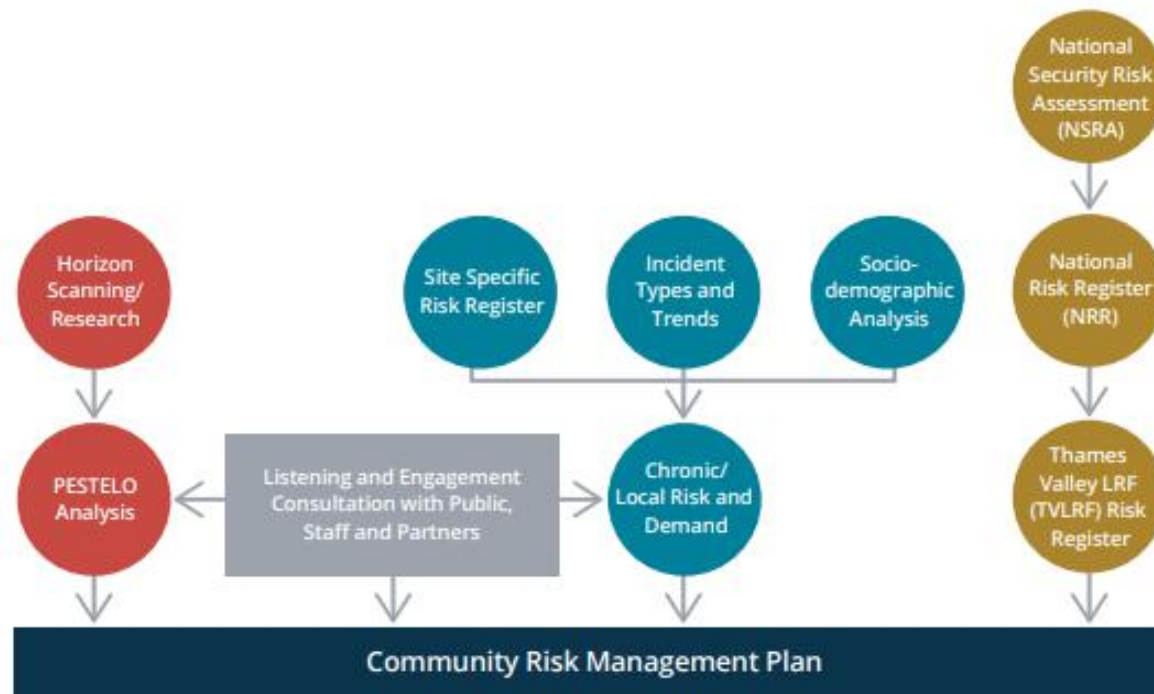 National
Security Risk
Assessment
(NSRA)
Horizon
Scanning/
Research
Site Specific
Risk Register
Incident
Types and
Trends
Socio-
demographic
Analysis
National
Risk Register
(NRR)
PESTELO
Analysis
Listening and Engagement
Consultation with Public,
Staff and Partners
Chronic/
Local Risk and
Demand
Thames
Valley LRF
(TVLRF) Risk
Register
Community Risk Management Plan